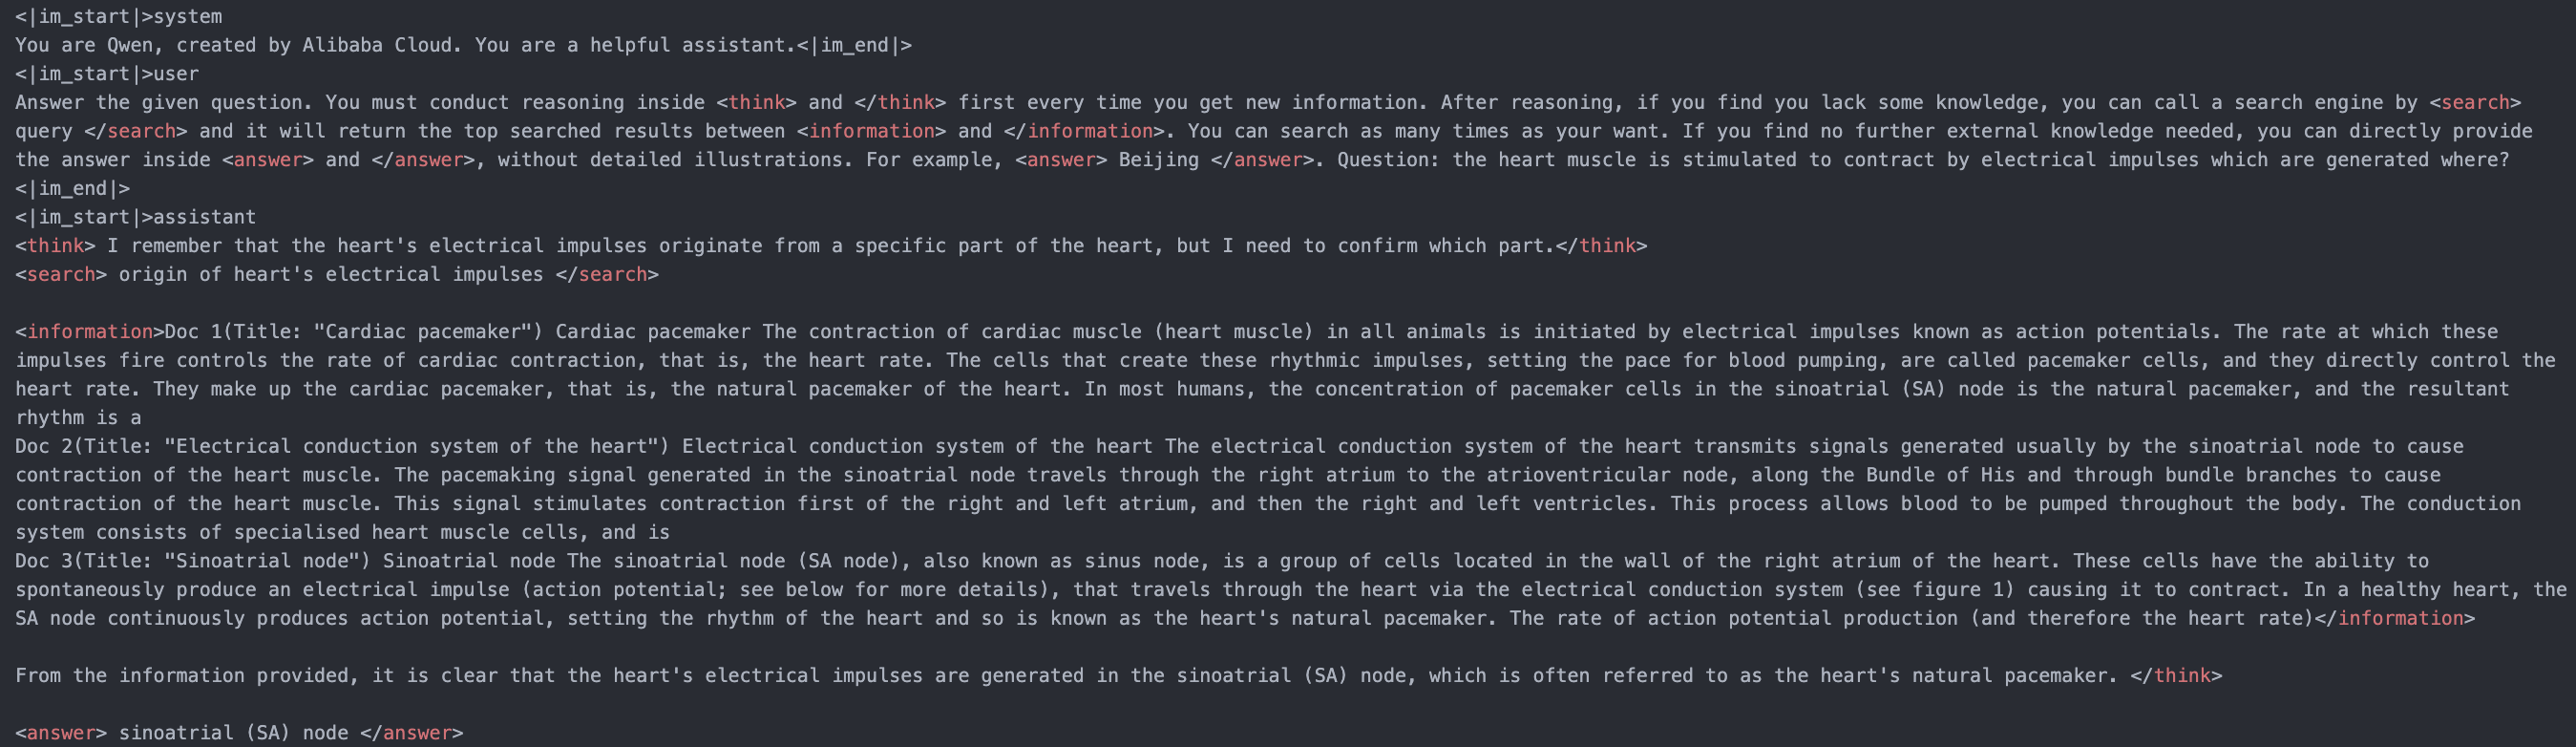 <|im_start|>system
You are Qwen, created by Alibaba Cloud. You are a helpful assistant.<|im_end|>
<|im_start|>user
Answer the given question. You must conduct reasoning inside <think> and </think> first every time you get new information. After reasoning, if you find you lack some knowledge, you can call a search engine by <search>
query </search> and it will return the top searched results between <information> and </information>. You can search as many times as your want. If you find no further external knowledge needed, you can directly provide
the answer inside <answer> and </answer>, without detailed illustrations. For example, <answer> Beijing </answer>. Question: the heart muscle is stimulated to contract by electrical impulses which are generated where?
<|im_end|>
<|im_start|>assistant
<think> I remember that the heart's electrical impulses originate from a specific part of the heart, but I need to confirm which part.</think>
<search> origin of heart's electrical impulses </search>
<information>Doc 1(Title: "Cardiac pacemaker") Cardiac pacemaker The contraction of cardiac muscle (heart muscle) in all animals is initiated by electrical impulses known as action potentials. The rate at which these
impulses fire controls the rate of cardiac contraction, that is, the heart rate. The cells that create these rhythmic impulses, setting the pace for blood pumping, are called pacemaker cells, and they directly control the
heart rate. They make up the cardiac pacemaker, that is, the natural pacemaker of the heart. In most humans, the concentration of pacemaker cells in the sinoatrial (SA) node is the natural pacemaker, and the resultant
rhythm is a
Doc 2(Title: "Electrical conduction system of the heart") Electrical conduction system of the heart The electrical conduction system of the heart transmits signals generated usually by the sinoatrial node to cause
contraction of the heart muscle. The pacemaking signal generated in the sinoatrial node travels through the right atrium to the atrioventricular node, along the Bundle of His and through bundle branches to cause
contraction of the heart muscle. This signal stimulates contraction first of the right and left atrium, and then the right and left ventricles. This process allows blood to be pumped throughout the body. The conduction
system consists of specialised heart muscle cells, and is
Doc 3(Title: "Sinoatrial node") Sinoatrial node The sinoatrial node (SA node), also known as sinus node, is a group of cells located in the wall of the right atrium of the heart. These cells have the ability to
spontaneously produce an electrical impulse (action potential; see below for more details), that travels through the heart via the electrical conduction system (see figure 1) causing it to contract. In a healthy heart, the
SA node continuously produces action potential, setting the rhythm of the heart and so is known as the heart's natural pacemaker. The rate of action potential production (and therefore the heart rate)</information>
From the information provided, it is clear that the heart's electrical impulses are generated in the sinoatrial (SA) node, which is often referred to as the heart's natural pacemaker. </think>
<answer> sinoatrial (SA) node </answer>